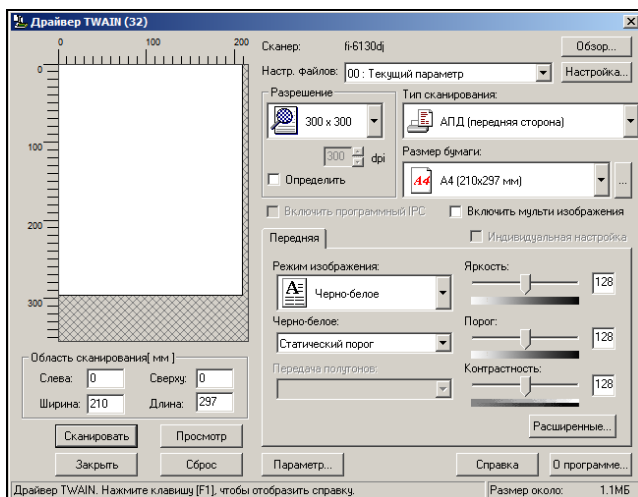 Драйвер TWAIN (32)
0 100 200
0
100
200
300
Сканер: fi-6130dj
Обзор...
Настр. файлов: 00 : Текущий параметр
Настройка...
Разрешение
300 x 300
300 dpi
Определить
Тип сканирования:
АПД (передняя сторона)
Размер бумаги:
A4 A4 (210x297 мм)
...
Включить программный IPC
Включить мульти изображения
Передняя
Индивидуальная настройка
Режим изображения:
Черно-белое
Черно-белое:
Статический порог
Передача полутонов:
Яркость:
128
Порог:
128
Контрастность:
128
Расширенные...
Область сканирования[ мм ]
Слева: 0 Сверху: 0
Ширина: 210 Длина: 297
Сканировать Просмотр
Закрыть Сброс
Параметр... Справка О программе...
Драйвер TWAIN. Нажмите клавишу [F1], чтобы отобразить справку. Размер около: 1.1МБ